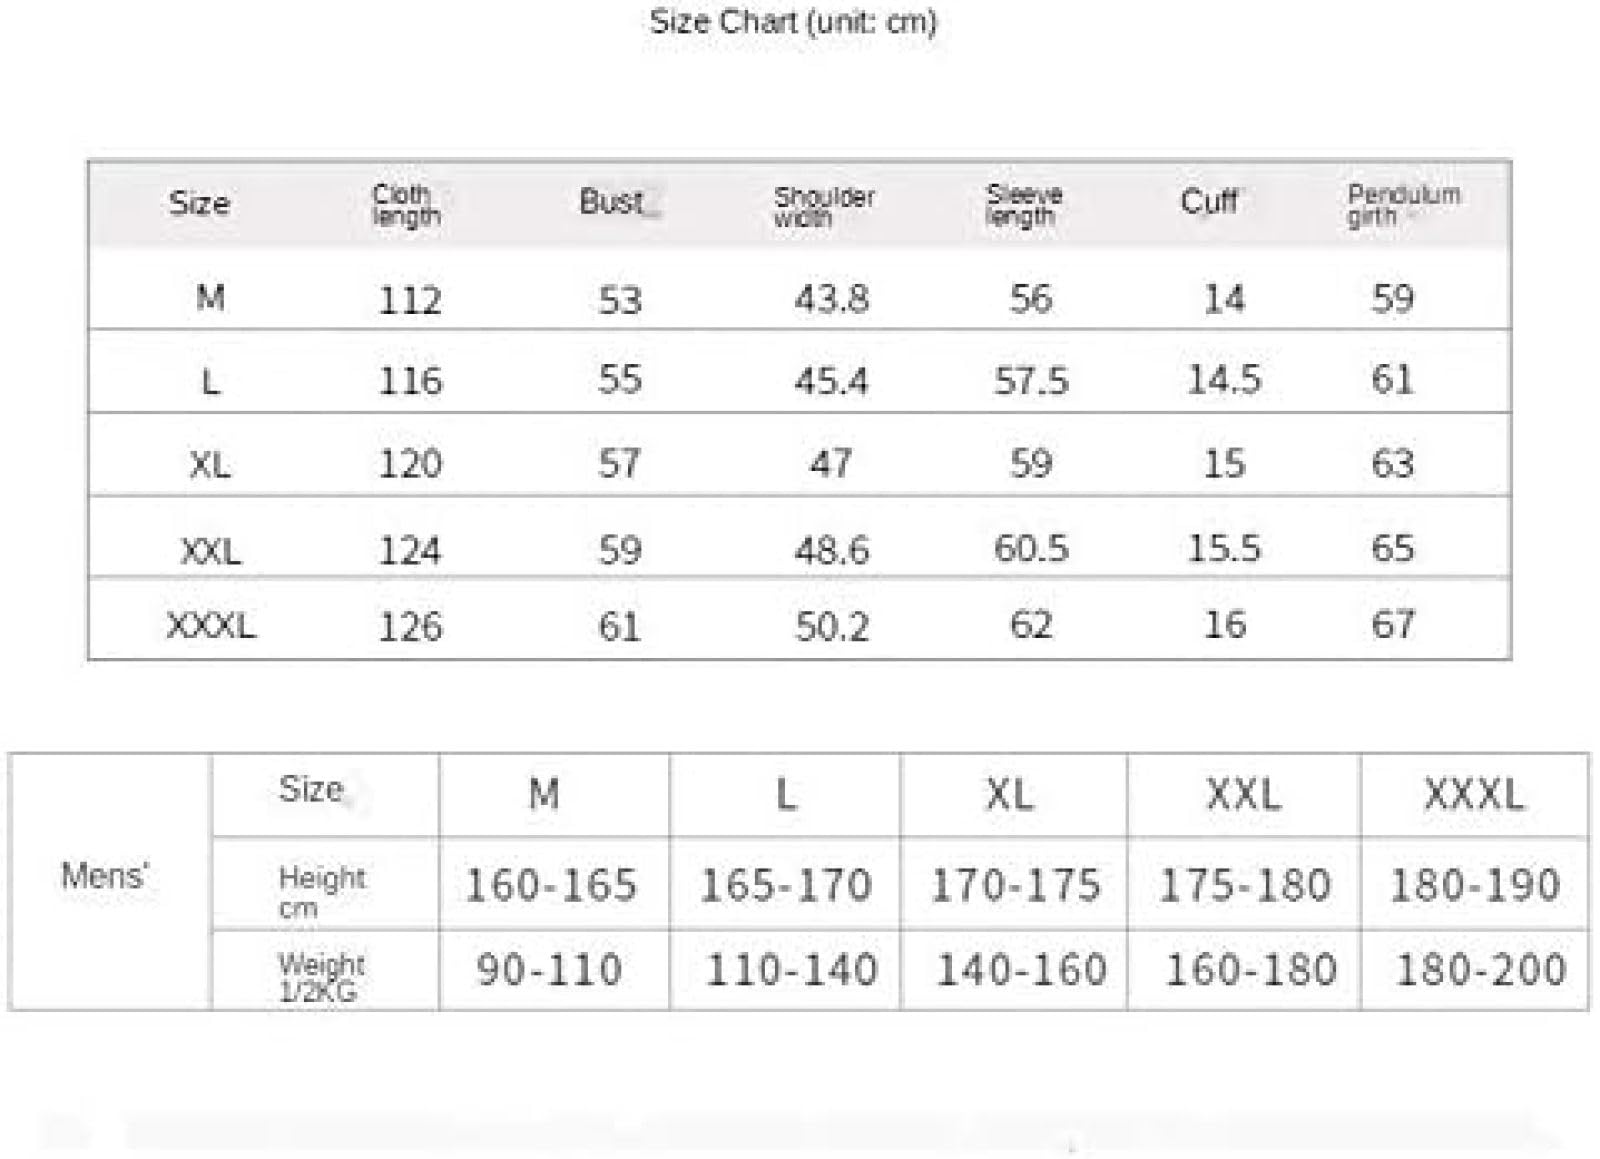 Size Chart (unit: cm)
Size Cloth length Bust Shoulder width Sleeve length Cuff Pendulum girth
M 112 53 43.8 56 14 59
L 116 55 45.4 57.5 14.5 61
XL 120 57 47 59 15 63
XXL 124 59 48.6 60.5 15.5 65
XXXL 126 61 50.2 62 16 67
Mens'
Size M L XL XXL XXXL
Height cm 160-165 165-170 170-175 175-180 180-190
Weight 1/2KG 90-110 110-140 140-160 160-180 180-200